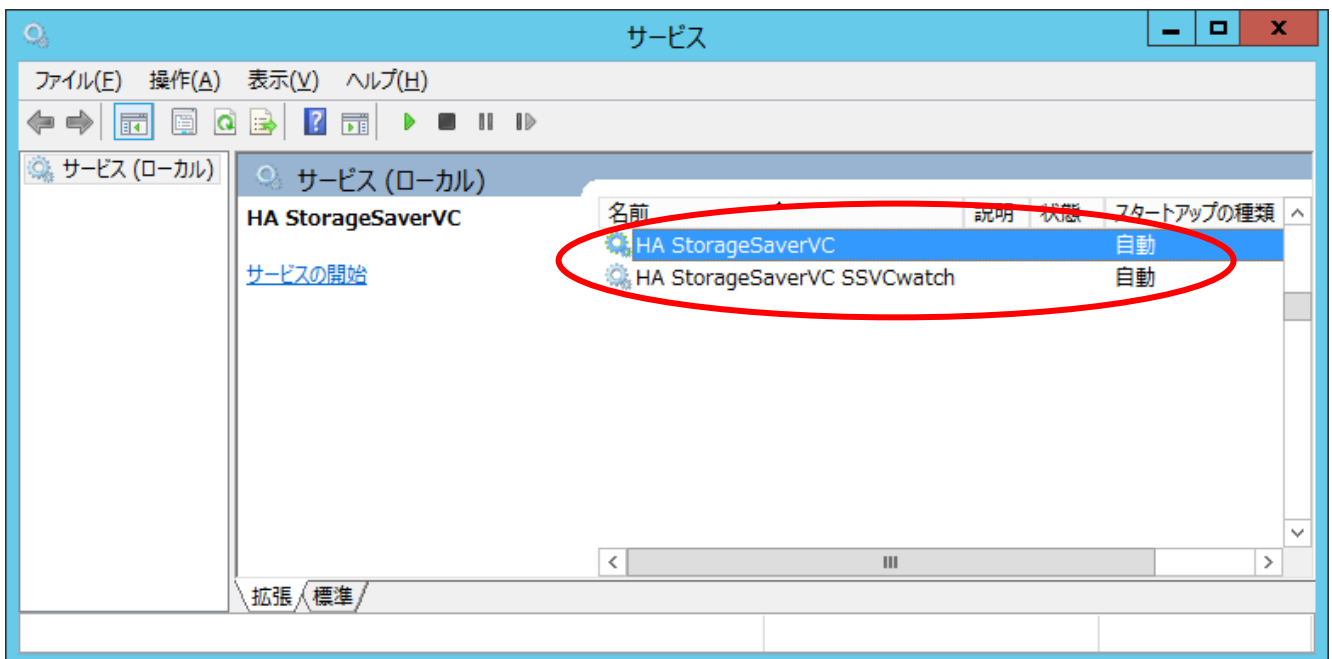 サービス
ファイル(F) 操作(A) 表示(V) ヘルプ(H)
サービス (ローカル)
サービス (ローカル)
HA StorageSaverVC
サービスの開始
名前 説明 状態 スタートアップの種類
HA StorageSaverVC 自動
HA StorageSaverVC SSVCwatch 自動
拡張 標準